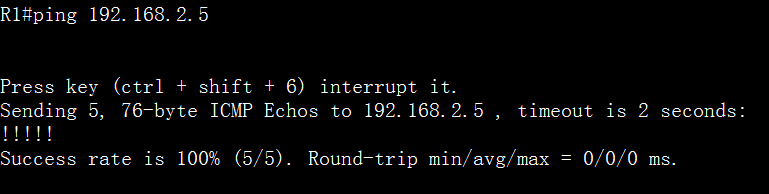 R1#ping 192.168.2.5
Press key (ctrl + shift + 6) interrupt it.
Sending 5, 76-byte ICMP Echos to 192.168.2.5 , timeout is 2 seconds:
!!!!!
Success rate is 100% (5/5). Round-trip min/avg/max = 0/0/0 ms.